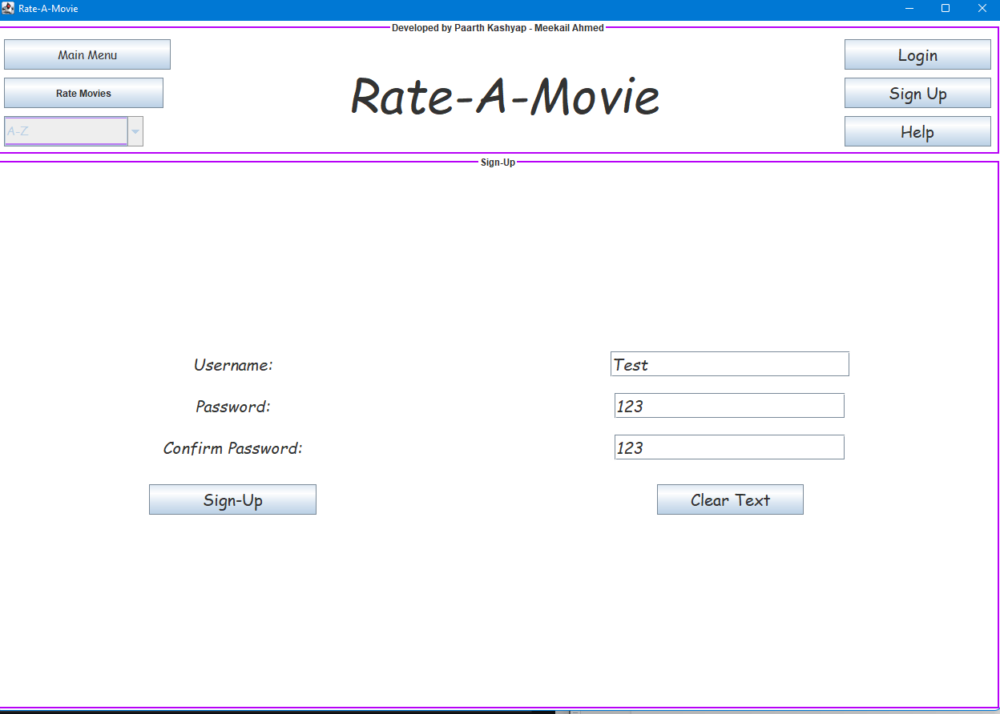 Rate-A-Movie
Developed by Paarth Kashyap - Meekail Ahmed
Main Menu
Rate Movies
A-Z
Rate-A-Movie
Login
Sign Up
Help
Sign-Up
Username:
Test
Password:
123
Confirm Password:
123
Sign-Up
Clear Text